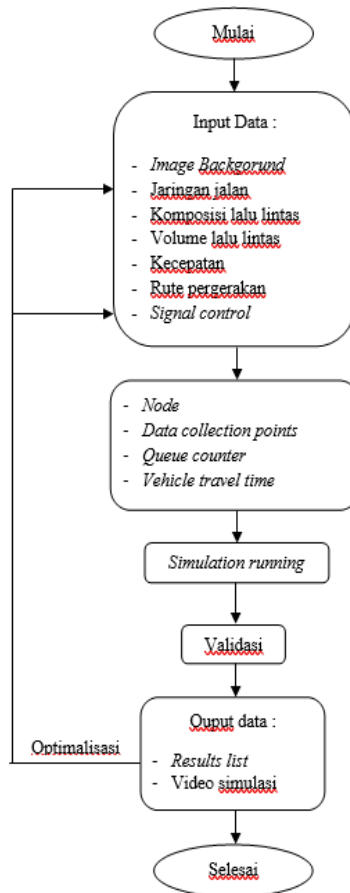 Mulai
Input Data :
- Image Backgorund
- Jaringan jalan
- Komposisi lalu lintas
- Volume lalu lintas
- Kecepatan
- Rute pergerakan
- Signal control
- Node
- Data collection points
- Queue counter
- Vehicle travel time
Simulation running
Validasi
Ouput data :
Optimalisasi
- Results list
- Video simulasi
Selesai